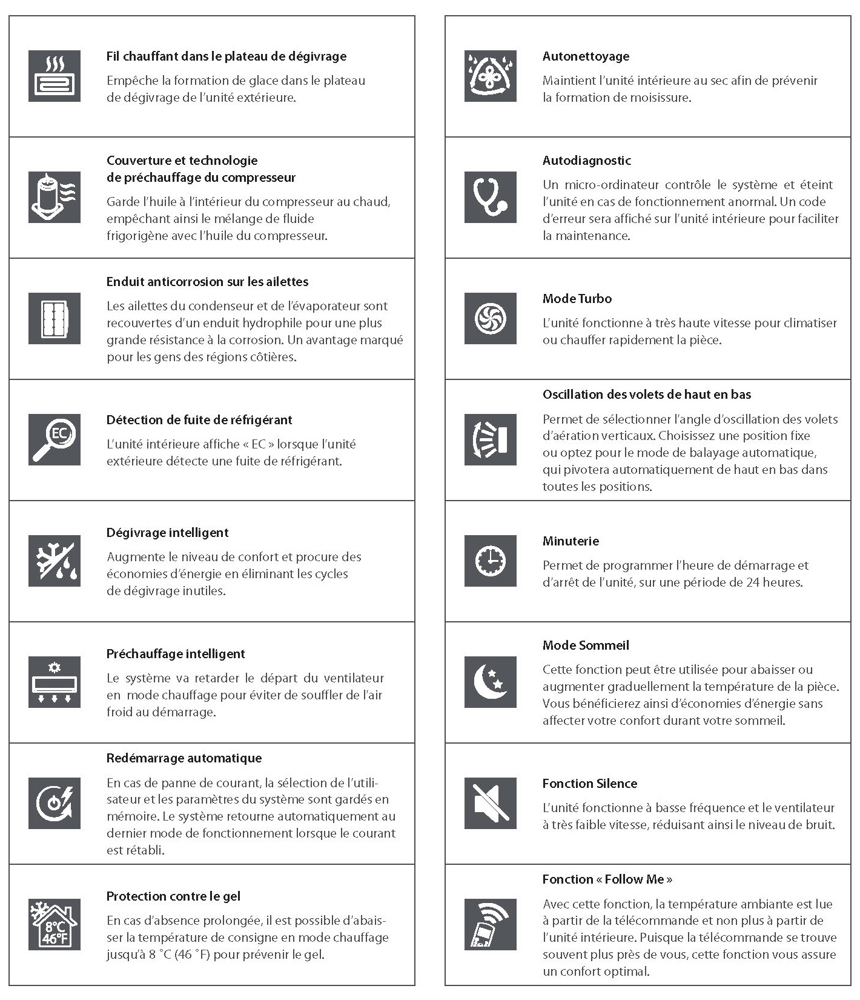 Fil chauffant dans le plateau de dégivrage
Empêche la formation de glace dans le plateau
de dégivrage de l’unité extérieure.
Couverture et technologie
de préchauffage du compresseur
Garde l’huile à l’intérieur du compresseur au chaud,
empêchant ainsi le mélange de fluide
frigorigène avec l’huile du compresseur.
Enduit anticorrosion sur les ailettes
Les ailettes du condenseur et de l’évaporateur sont
recouvertes d’un enduit hydrophile pour une plus
grande résistance à la corrosion. Un avantage marqué
pour les gens des régions côtières.
EC
Détection de fuite de réfrigérant
L’unité intérieure affiche « EC » lorsque l’unité
extérieure détecte une fuite de réfrigérant.
Dégivrage intelligent
Augmente le niveau de confort et procure des
économies d’énergie en éliminant les cycles
de dégivrage inutiles.
Préchauffage intelligent
Le système va retarder le départ du ventilateur
en mode chauffage pour éviter de souffler de l’air
froid au démarrage.
Redémarrage automatique
En cas de panne de courant, la sélection de l’utili-
sateur et les paramètres du système sont gardés en
mémoire. Le système retourne automatiquement au
dernier mode de fonctionnement lorsque le courant
est rétabli.
8°C
46°F
Protection contre le gel
En cas d’absence prolongée, il est possible d’abais-
ser la température de consigne en mode chauffage
jusqu’à 8 ˚C (46 ˚F) pour prévenir le gel.
Autonettoyage
Maintient l’unité intérieure au sec afin de prévenir
la formation de moisissure.
Autodiagnostic
Un micro-ordinateur contrôle le système et éteint
l’unité en cas de fonctionnement anormal. Un code
d’erreur sera affiché sur l’unité intérieure pour faciliter
la maintenance.
Mode Turbo
L’unité fonctionne à très haute vitesse pour climatiser
ou chauffer rapidement la pièce.
Oscillation des volets de haut en bas
Permet de sélectionner l’angle d’oscillation des volets
d’aération verticaux. Choisissez une position fixe
ou optez pour le mode de balayage automatique,
qui pivotera automatiquement de haut en bas dans
toutes les positions.
Minuterie
Permet de programmer l’heure de démarrage et
d’arrêt de l’unité, sur une période de 24 heures.
Mode Sommeil
Cette fonction peut être utilisée pour abaisser ou
augmenter graduellement la température de la pièce.
Vous bénéficierez ainsi d’économies d’énergie sans
affecter votre confort durant votre sommeil.
Fonction Silence
L’unité fonctionne à basse fréquence et le ventilateur
à très faible vitesse, réduisant ainsi le niveau de bruit.
Fonction « Follow Me »
Avec cette fonction, la température ambiante est lue
à partir de la télécommande et non plus à partir de
l’unité intérieure. Puisque la télécommande se trouve
souvent plus près de vous, cette fonction vous assure
un confort optimal.